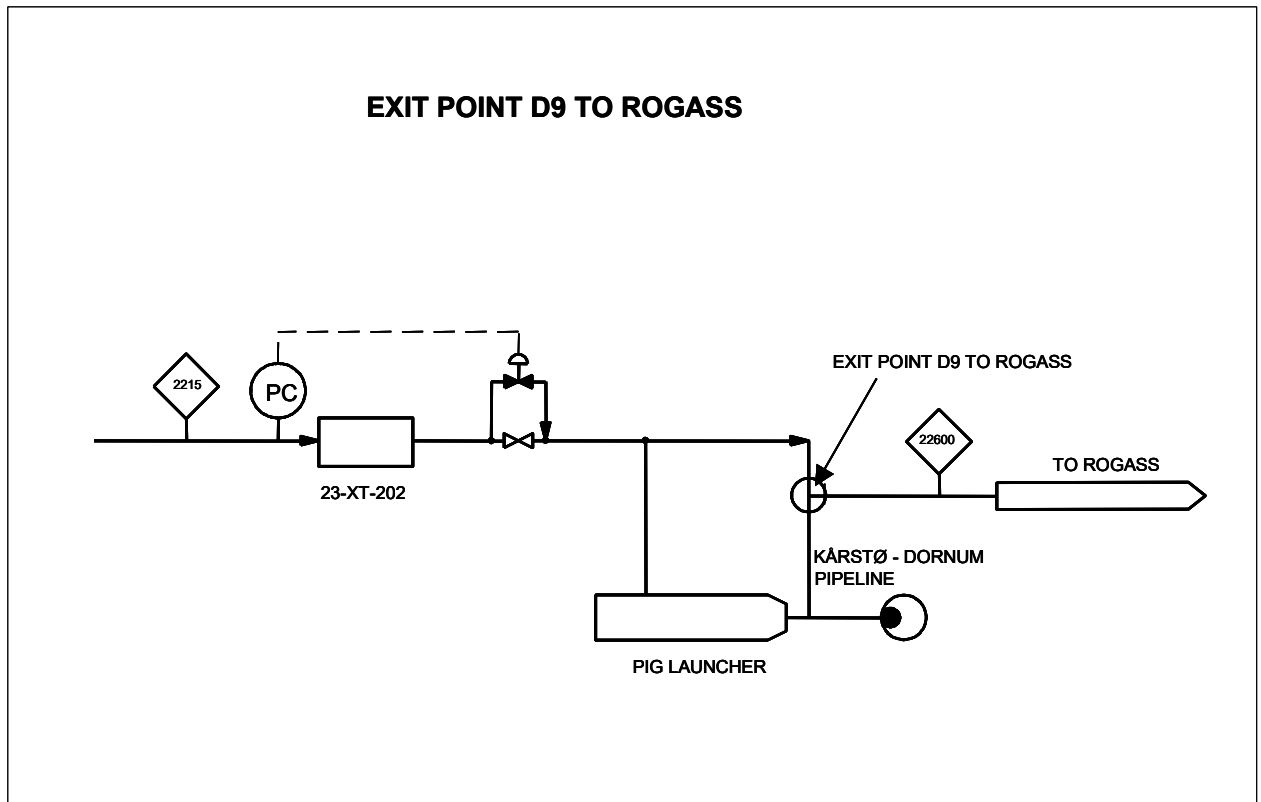 EXIT POINT D9 TO ROGASS
EXIT POINT D9 TO ROGASS
2215
PC
22600
TO ROGASS
23-XT-202
KÅRSTØ - DORNUM
PIPELINE
PIG LAUNCHER